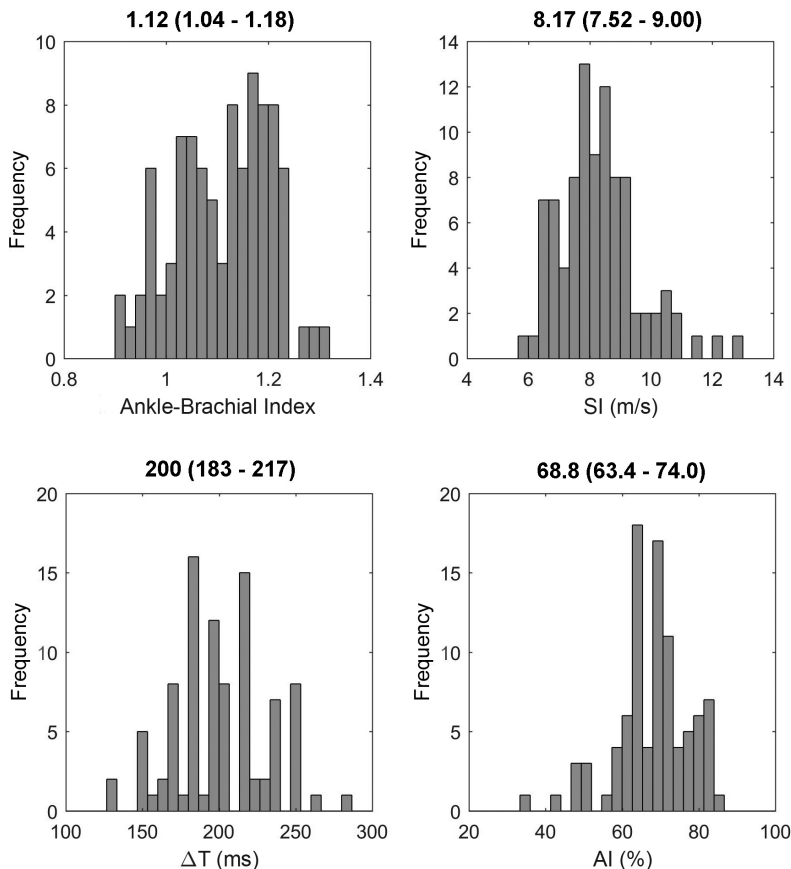 1.12 (1.04 - 1.18)
10
8
6
4
2
0
Frequency
0.8 1 1.2 1.4
Ankle-Brachial Index
8.17 (7.52 - 9.00)
14
12
10
8
6
4
2
0
Frequency
4 6 8 10 12 14
SI (m/s)
200 (183 - 217)
20
15
10
5
0
Frequency
100 150 200 250 300
ΔT (ms)
68.8 (63.4 - 74.0)
20
15
10
5
0
Frequency
20 40 60 80 100
AI (%)